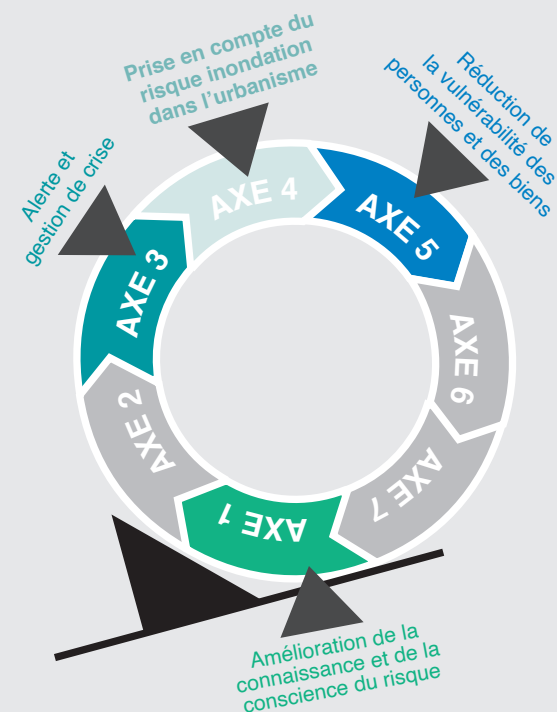 Prise en compte du
risque inondation
dans l'urbanisme
Réduction de
la vulnérabilité des
personnes et des biens
Alerte et
gestion de crise
AXE 4
AXE 5
AXE 3
AXE 6
AXE 2
AXE 7
AXE 1
Amélioration de la
connaissance et de la
conscience du risque